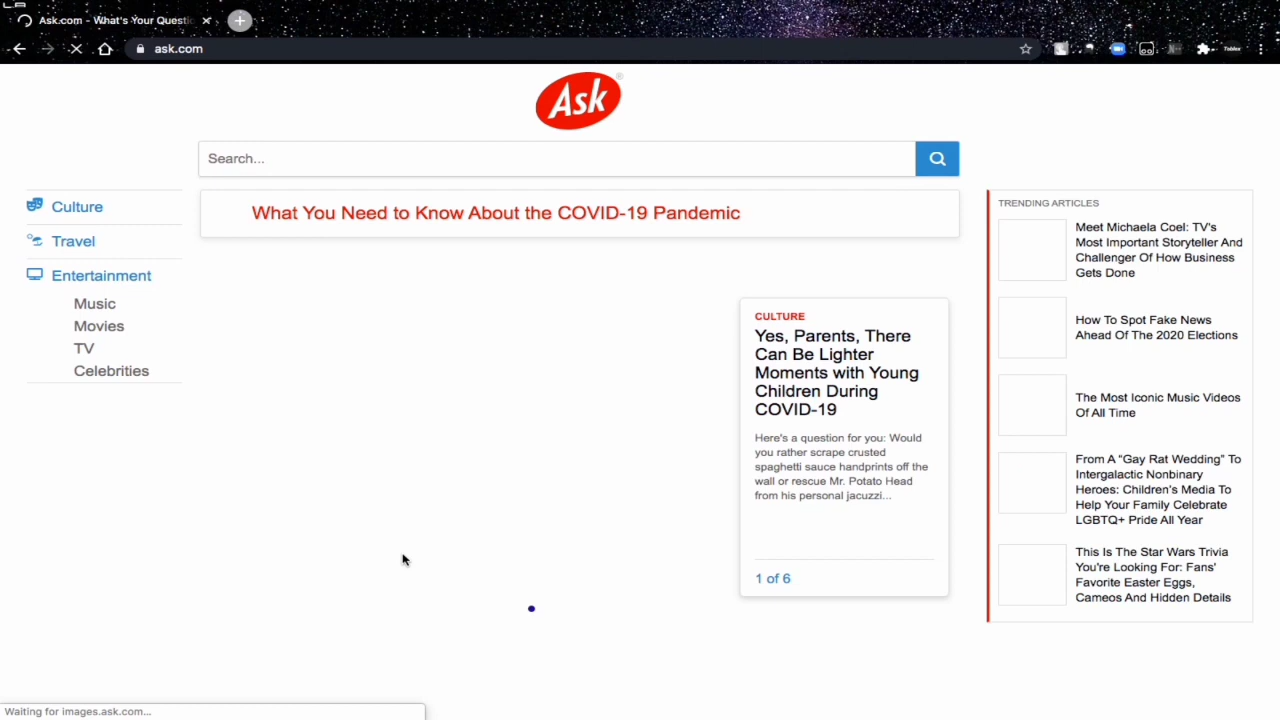 Ask.com - What's Your Questi
ask.com
Ask
Search...
Culture
Travel
Entertainment
Music
Movies
TV
Celebrities
What You Need to Know About the COVID-19 Pandemic
CULTURE
Yes, Parents, There
Can Be Lighter
Moments with Young
Children During
COVID-19
Here's a question for you: Would
you rather scrape crusted
spaghetti sauce handprints off the
wall or rescue Mr. Potato Head
from his personal jacuzzi...
1 of 6
TRENDING ARTICLES
Meet Michaela Coel: TV's
Most Important Storyteller And
Challenger Of How Business
Gets Done
How To Spot Fake News
Ahead Of The 2020 Elections
The Most Iconic Music Videos
Of All Time
From A “Gay Rat Wedding” To
Intergalactic Nonbinary
Heroes: Children's Media To
Help Your Family Celebrate
LGBTQ+ Pride All Year
This Is The Star Wars Trivia
You're Looking For: Fans'
Favorite Easter Eggs,
Cameos And Hidden Details
Waiting for images.ask.com...